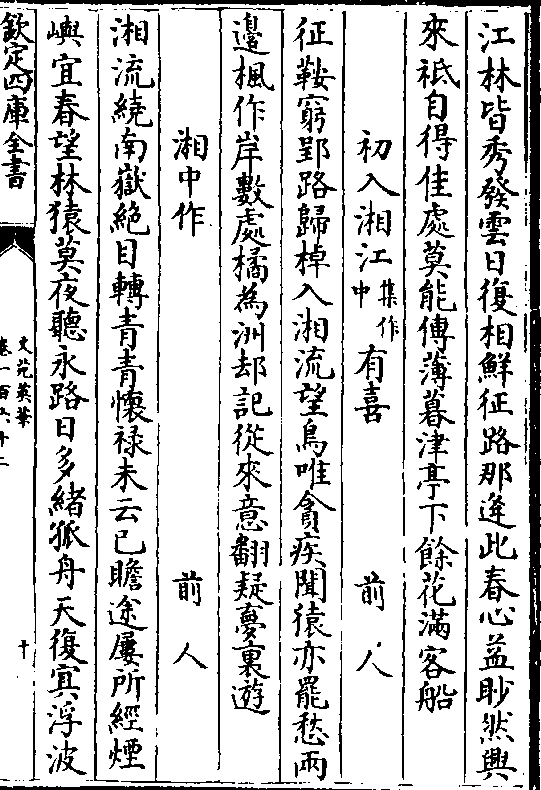 江林皆秀發雲日復相鮮征路那逢此春心益眇然興
來祗自得佳處莫能傳薄暮津亭下餘花滿客船
初入湘江集作中有喜 前人
征鞍窮郢路歸棹入湘流望鳥唯貪疾聞猿亦罷愁兩
邊楓作岸數處橘為洲却記從來意翻疑夢裏遊
湘中作 前人
湘流繞南嶽絕目轉青青懷祿未云已瞻途屢所經煙
嶼宜春望林猿莫夜聽永路日多緒孤舟天復㝠浮波
欽定四庫全書
文苑英華
卷一百六十二
十